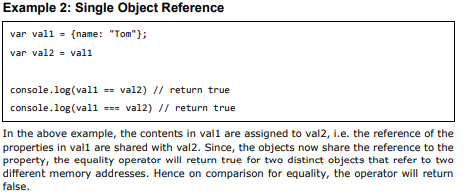 Example 2: Single Object Reference
var val1 = {name: "Tom"};
var val2 = val1
console.log(val1 == val2) // return true
console.log(val1 === val2) // return true
In the above example, the contents in val1 are assigned to val2, i.e. the reference of the
properties in val1 are shared with val2. Since, the objects now share the reference to the
property, the equality operator will return true for two distinct objects that refer to two
different memory addresses. Hence on comparison for equality, the operator will return
false.